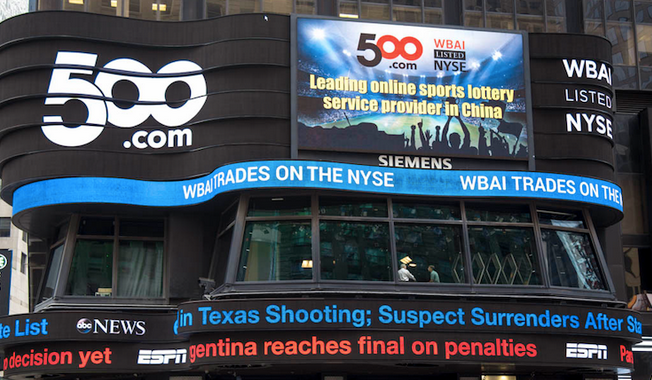 500
.com
500
.com
WBAI
LISTED
NYSE
Leading online sports lottery
service provider in China
SIEMENS
WBAI
LISTED
NYSE
WBAI TRADES ON THE NYSE
WBAI TRADES ON THE
te List
abc NEWS
in Texas Shooting; Suspect Surrenders After Sta
o decision yet
ESPN
gentina reaches final on penalties
ESPN